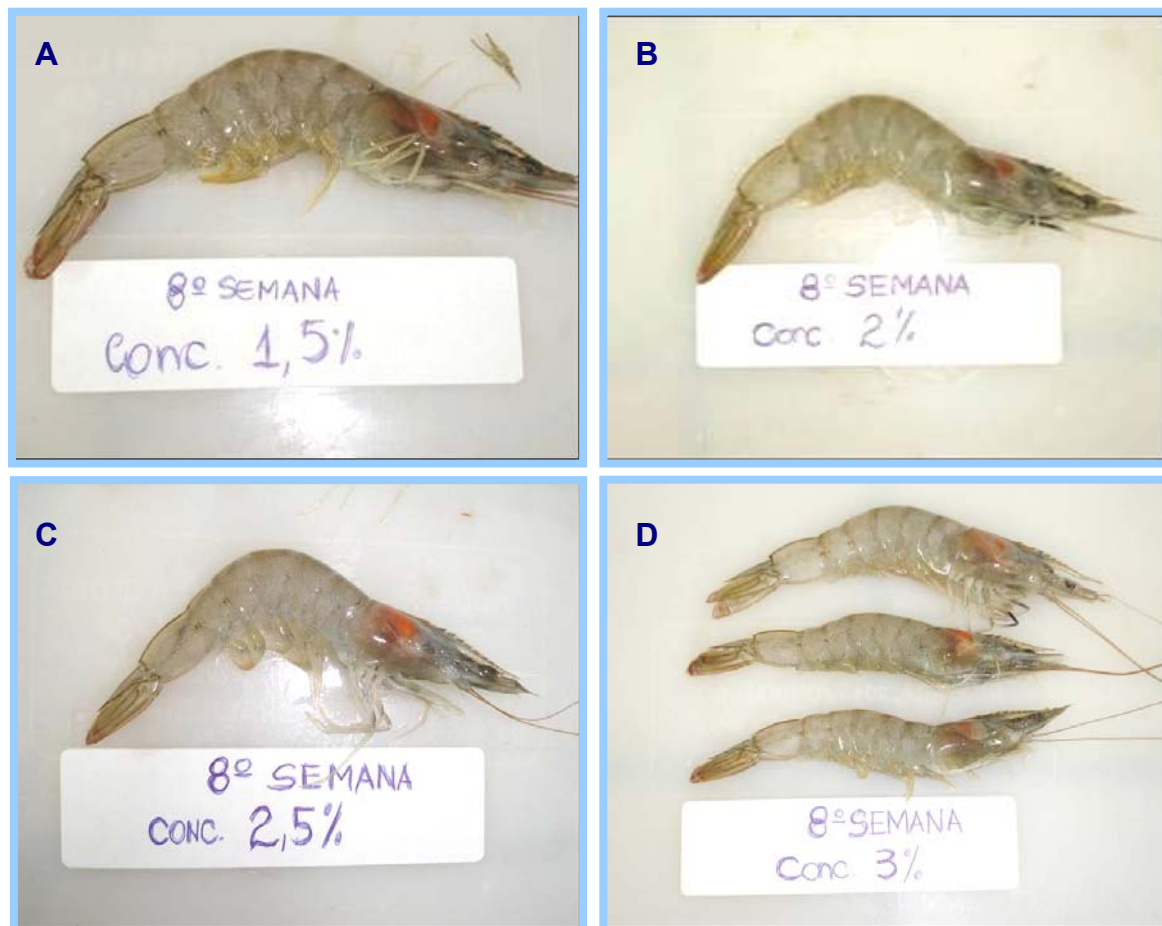 A
8º SEMANA
Conc. 1,5%
B
8º SEMANA
Conc. 2%
C
8º SEMANA
CONC. 2,5%
D
8º SEMANA
Conc. 3%